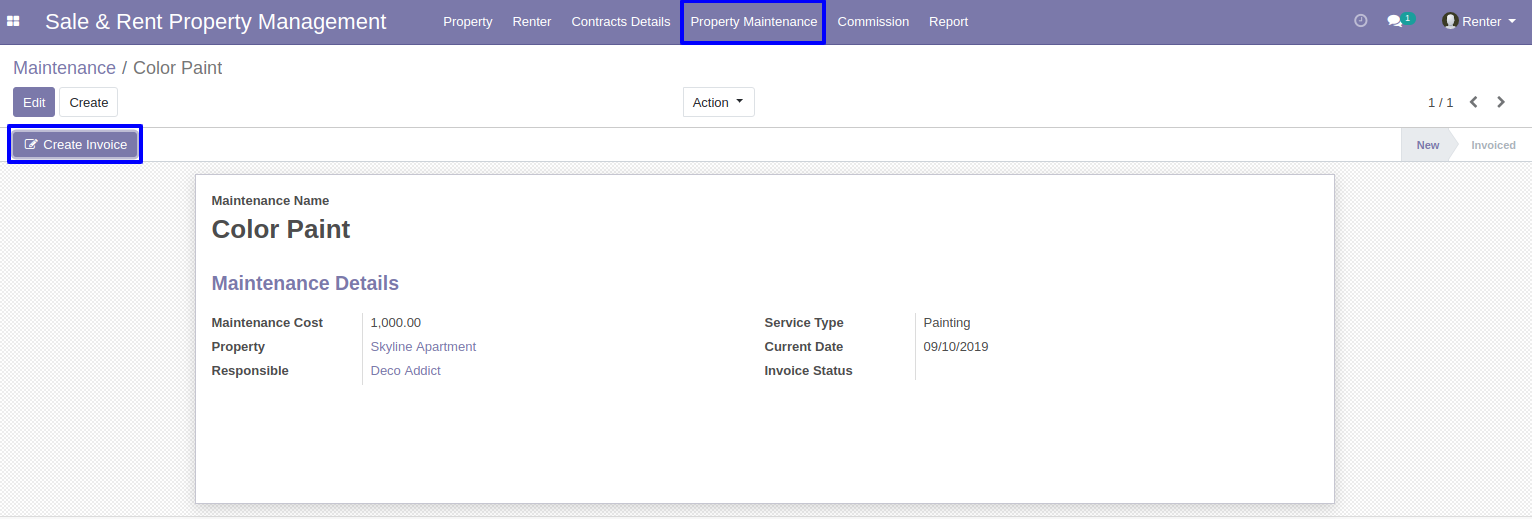 Sale & Rent Property Management Property Renter Contracts Details Property Maintenance Commission Report 1 Renter
Maintenance / Color Paint
Edit Create Action 1 / 1
Create Invoice New Invoiced
Maintenance Name
Color Paint
Maintenance Details
Maintenance Cost 1,000.00 Service Type Painting
Property Skyline Apartment Current Date 09/10/2019
Responsible Deco Addict Invoice Status